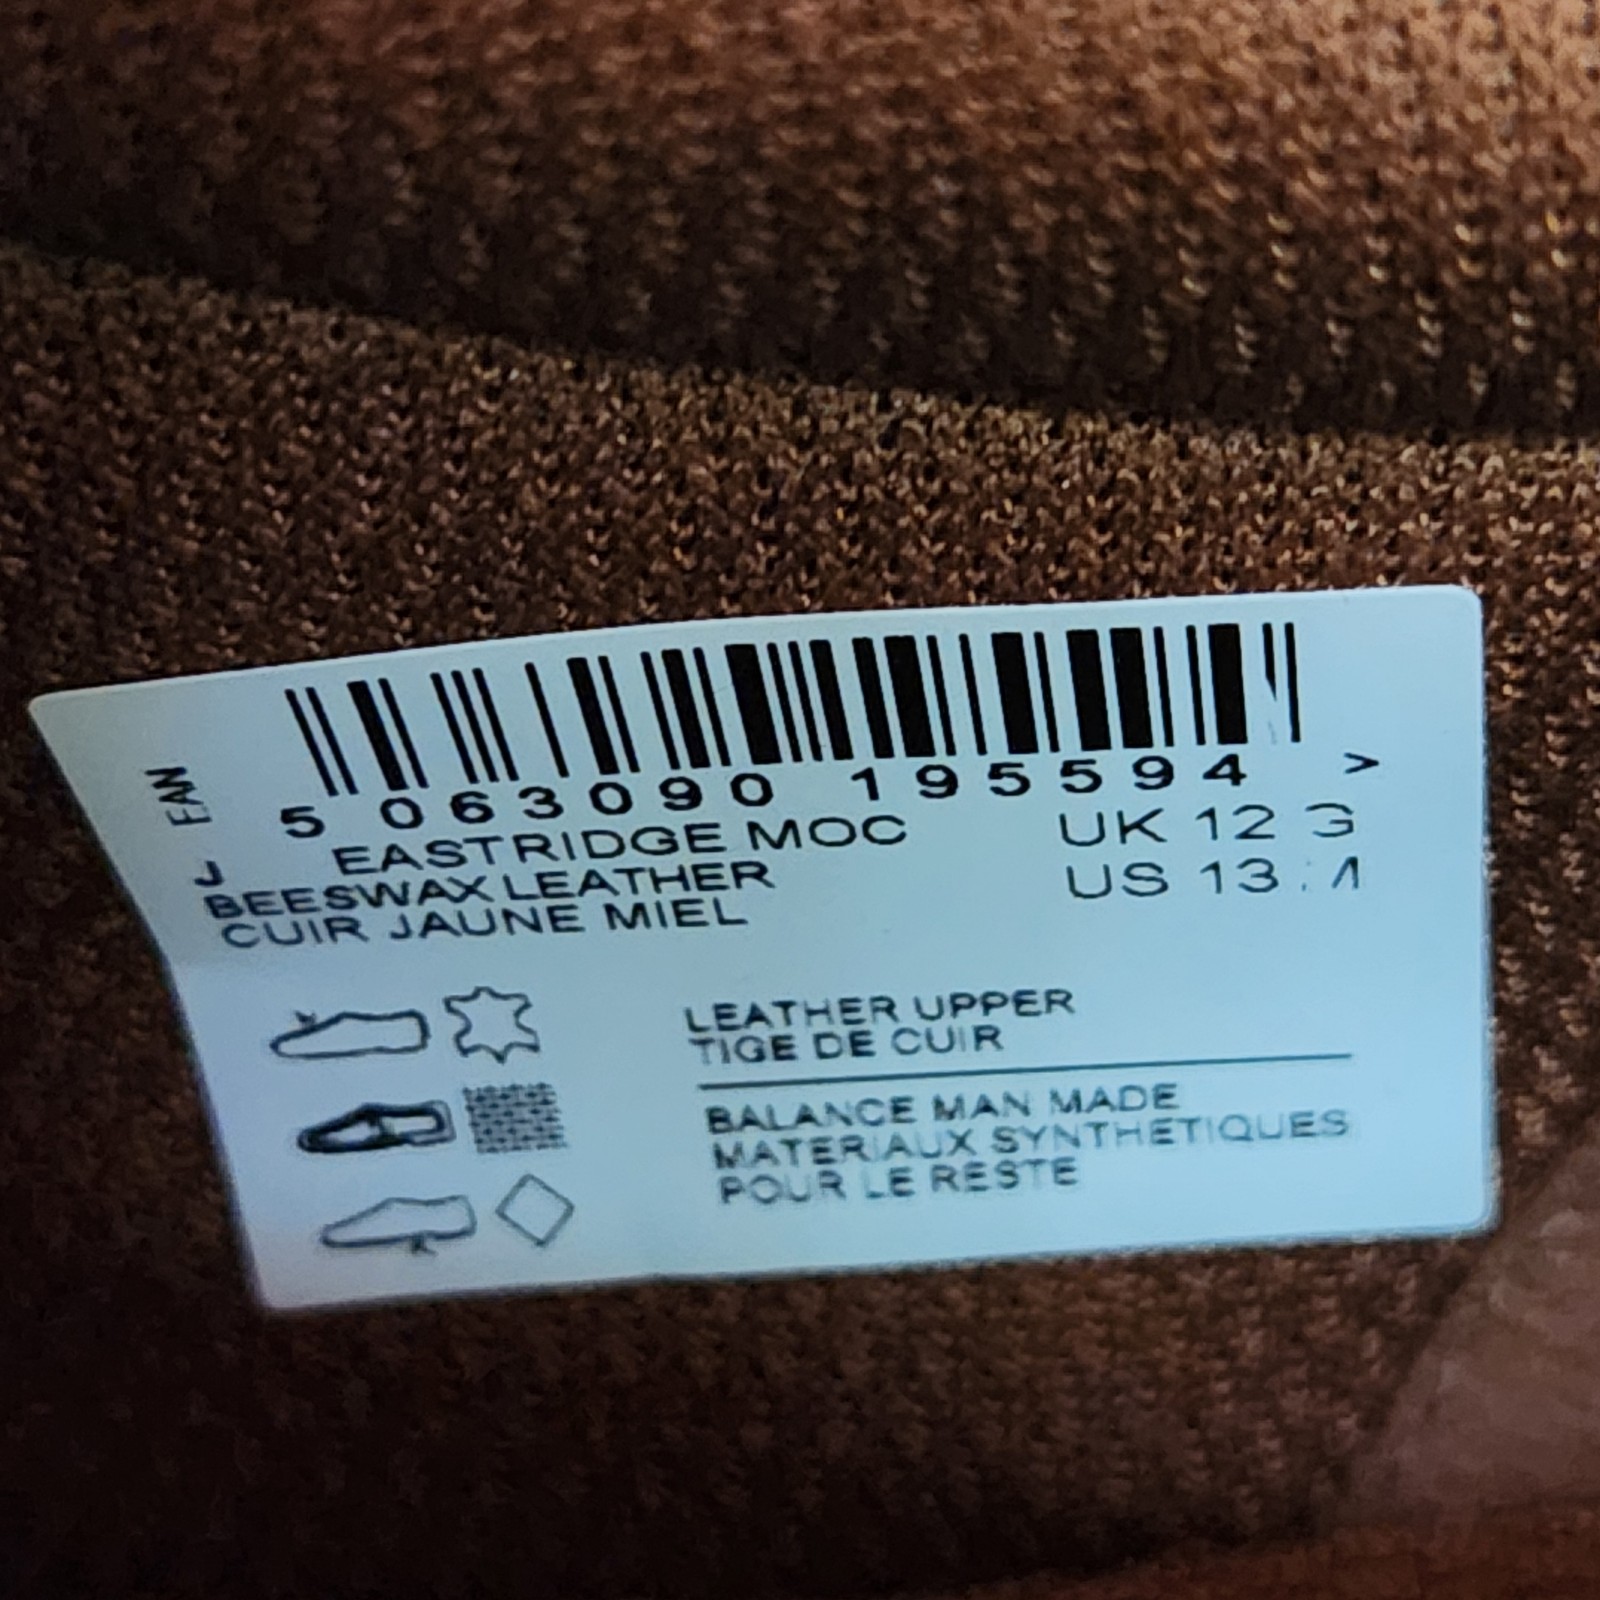 EAN
5 063090 195594 >
J EASTRIDGE MOC UK 12 G
BEESWAX LEATHER US 13
CUIR JAUNE MIEL
LEATHER UPPER
TIGE DE CUIR
BALANCE MAN MADE
MATERIAUX SYNTHETIQUES
POUR LE RESTE